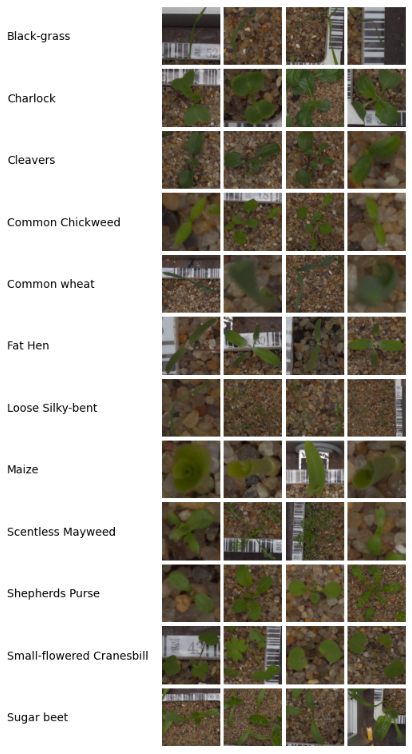 Black-grass
Charlock
Cleavers
Common Chickweed
Common wheat
Fat Hen
Loose Silky-bent
Maize
Scentless Mayweed
Shepherds Purse
Small-flowered Cranesbill
Sugar beet